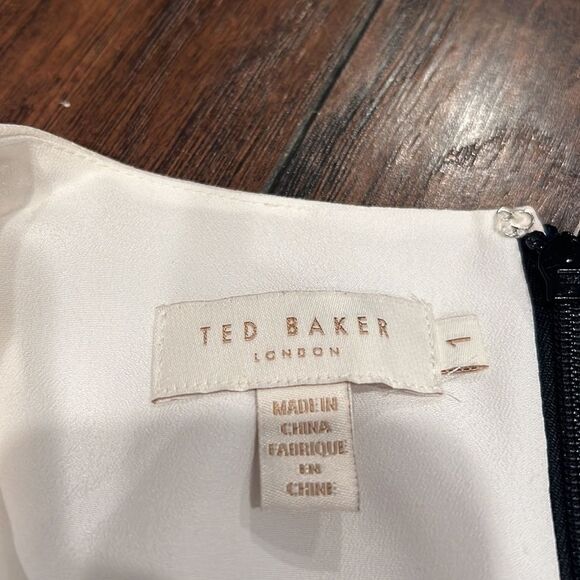 TED BAKER
LONDON
1
MADE IN
CHINA
FABRIQUE
EN
CHINE